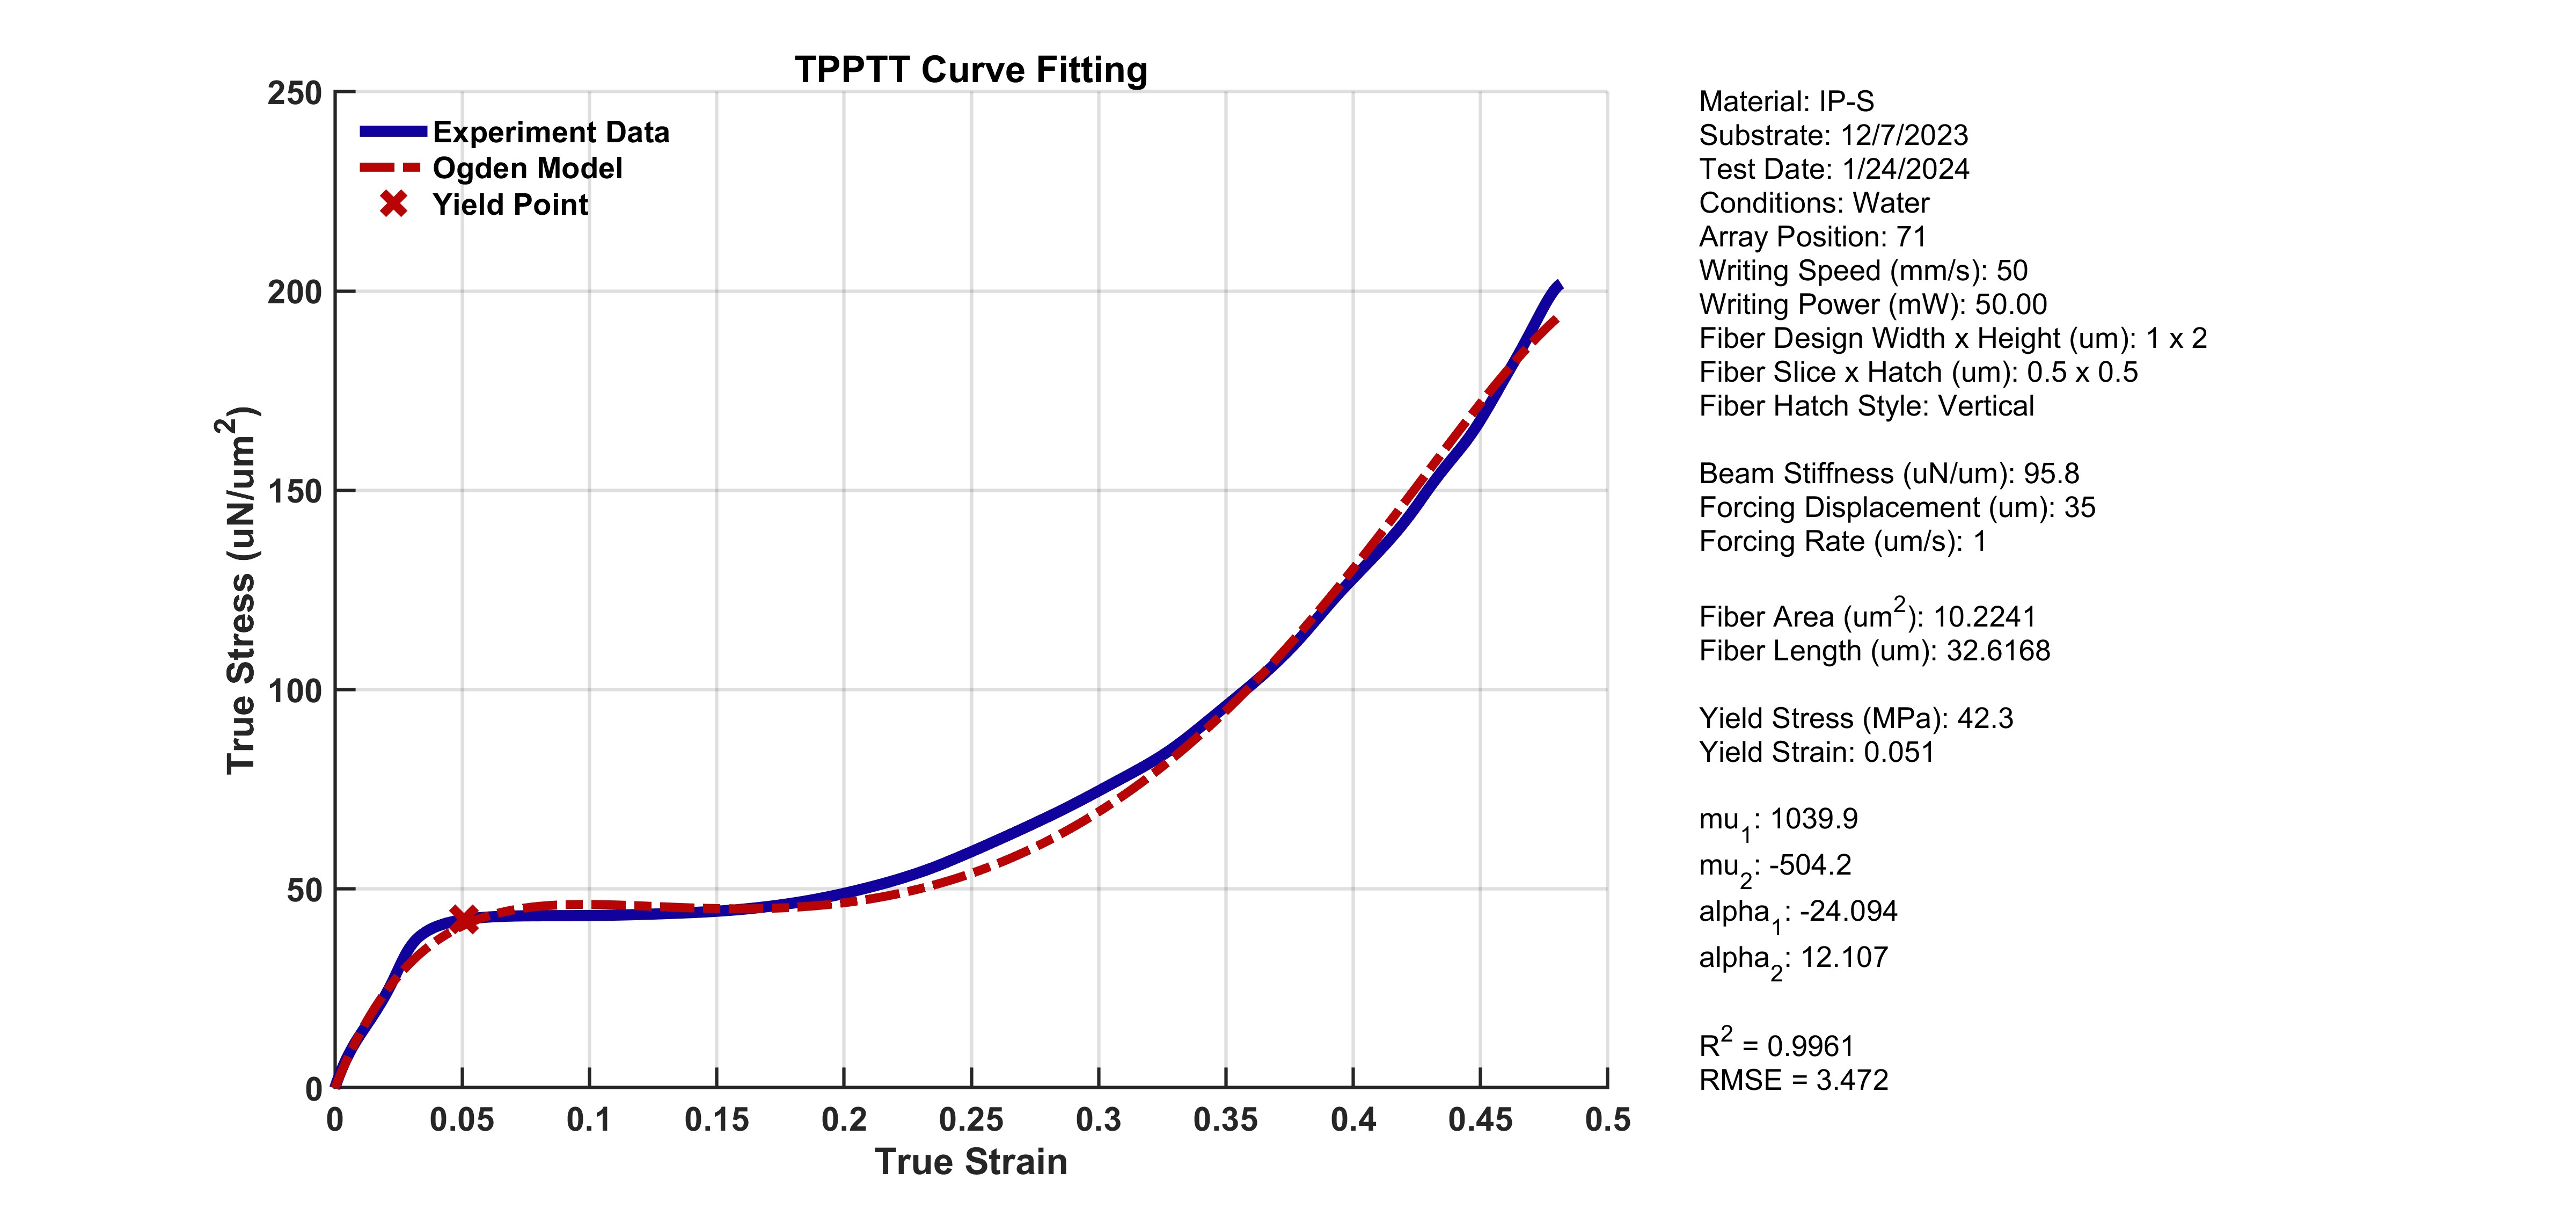 TPPTT Curve Fitting
250
200
150
100
50
0
True Stress (uN/um²)
Experiment Data
Ogden Model
Yield Point
0 0.05 0.1 0.15 0.2 0.25 0.3 0.35 0.4 0.45 0.5
True Strain
Material: IP-S
Substrate: 12/7/2023
Test Date: 1/24/2024
Conditions: Water
Array Position: 71
Writing Speed (mm/s): 50
Writing Power (mW): 50.00
Fiber Design Width x Height (um): 1 x 2
Fiber Slice x Hatch (um): 0.5 x 0.5
Fiber Hatch Style: Vertical
Beam Stiffness (uN/um): 95.8
Forcing Displacement (um): 35
Forcing Rate (um/s): 1
Fiber Area (um²): 10.2241
Fiber Length (um): 32.6168
Yield Stress (MPa): 42.3
Yield Strain: 0.051
mu₁: 1039.9
mu₂: -504.2
alpha₁: -24.094
alpha₂: 12.107
R² = 0.9961
RMSE = 3.472